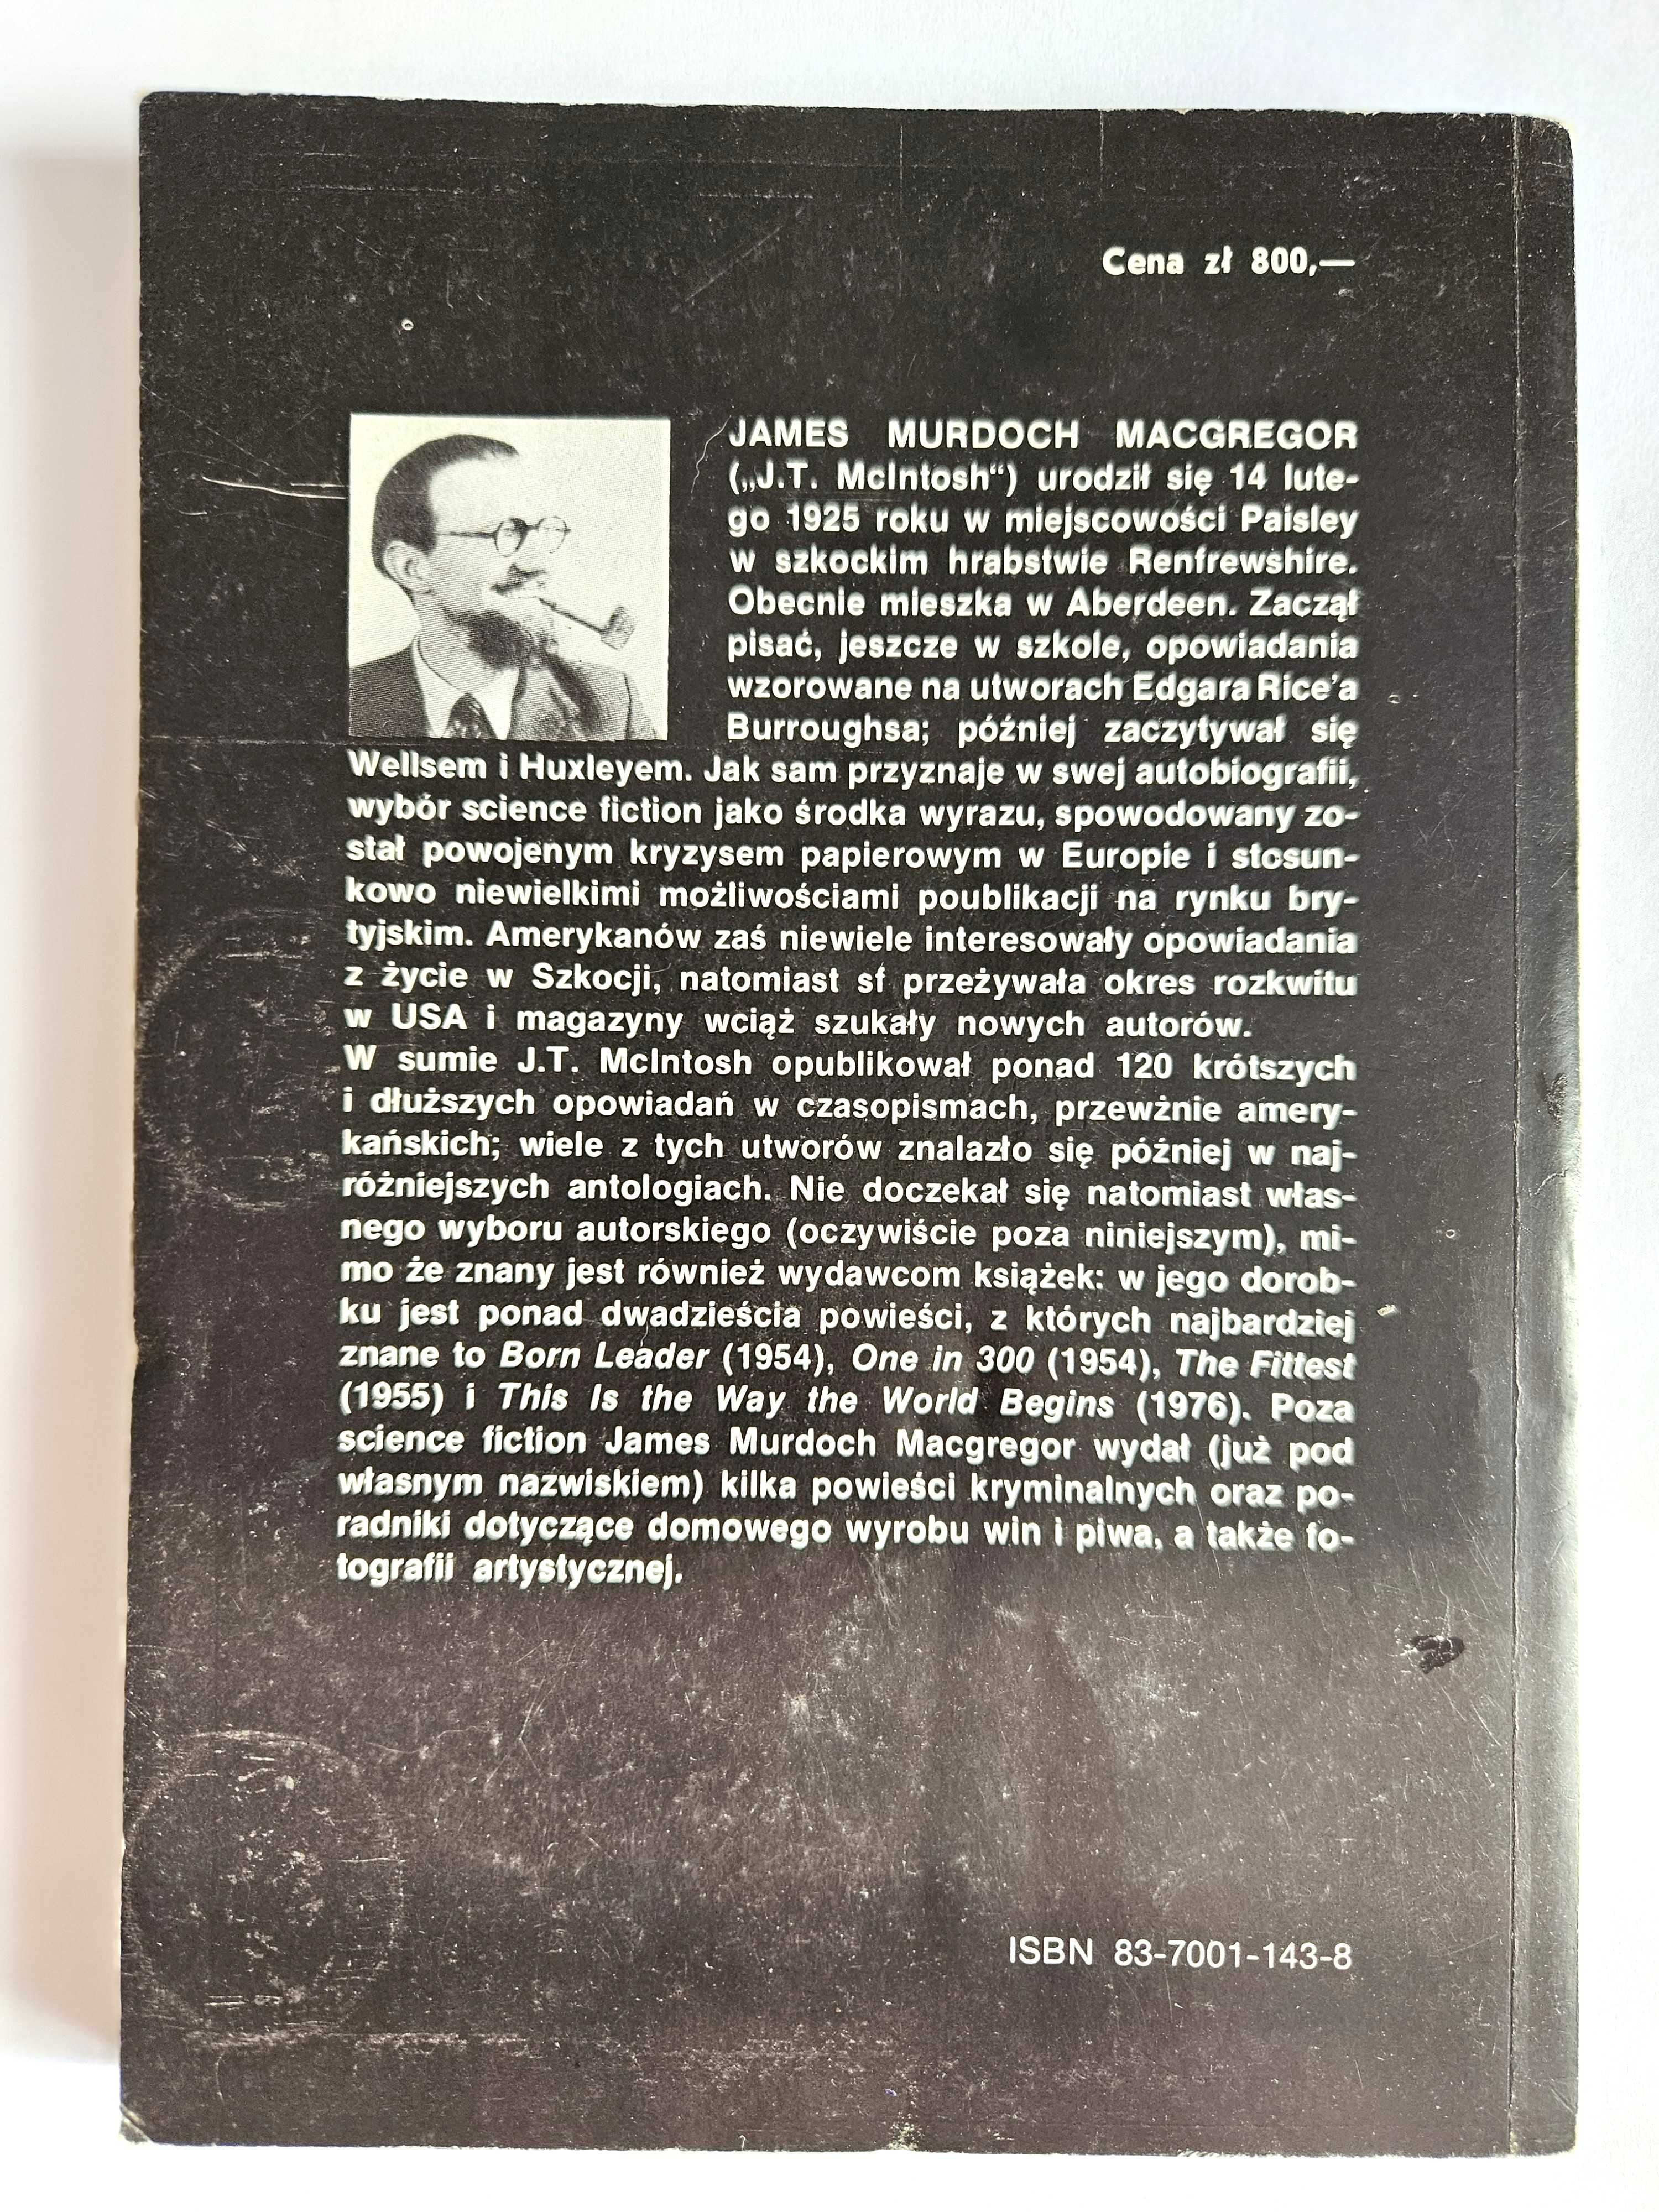 Cena zł 800,—
JAMES MURDOCH MACGREGOR
(„J.T. McIntosh“) urodził się 14 lute-
go 1925 roku w miejscowości Paisley
w szkockim hrabstwie Renfrewshire.
Obecnie mieszka w Aberdeen. Zaczął
pisać, jeszcze w szkole, opowiadania
wzorowane na utworach Edgara Rice’a
Burroughsa; później zaczytywał się
Wellsem i Huxleyem. Jak sam przyznaje w swej autobiografii,
wybór science fiction jako środka wyrazu, spowodowany zo-
stał powojenym kryzysem papierowym w Europie i stosun-
kowo niewielkimi możliwościami poublikacji na rynku bry-
tyjskim. Amerykanów zaś niewiele interesowały opowiadania
z życie w Szkocji, natomiast sf przeżywała okres rozkwitu
w USA i magazyny wciąż szukały nowych autorów.
W sumie J.T. McIntosh opublikował ponad 120 krótszych
i dłuższych opowiadań w czasopismach, przeważnie amery-
kańskich; wiele z tych utworów znalazło się później w naj-
różniejszych antologiach. Nie doczekał się natomiast włas-
nego wyboru autorskiego (oczywiście poza niniejszym), mi-
mo że znany jest również wydawcom książek: w jego dorob-
ku jest ponad dwadzieścia powieści, z których najbardziej
znane to Born Leader (1954), One in 300 (1954), The Fittest
(1955) i This Is the Way the World Begins (1976). Poza
science fiction James Murdoch Macgregor wydał (już pod
własnym nazwiskiem) kilka powieści kryminalnych oraz po-
radniki dotyczące domowego wyrobu win i piwa, a także fo-
tografii artystycznej.
ISBN 83-7001-143-8